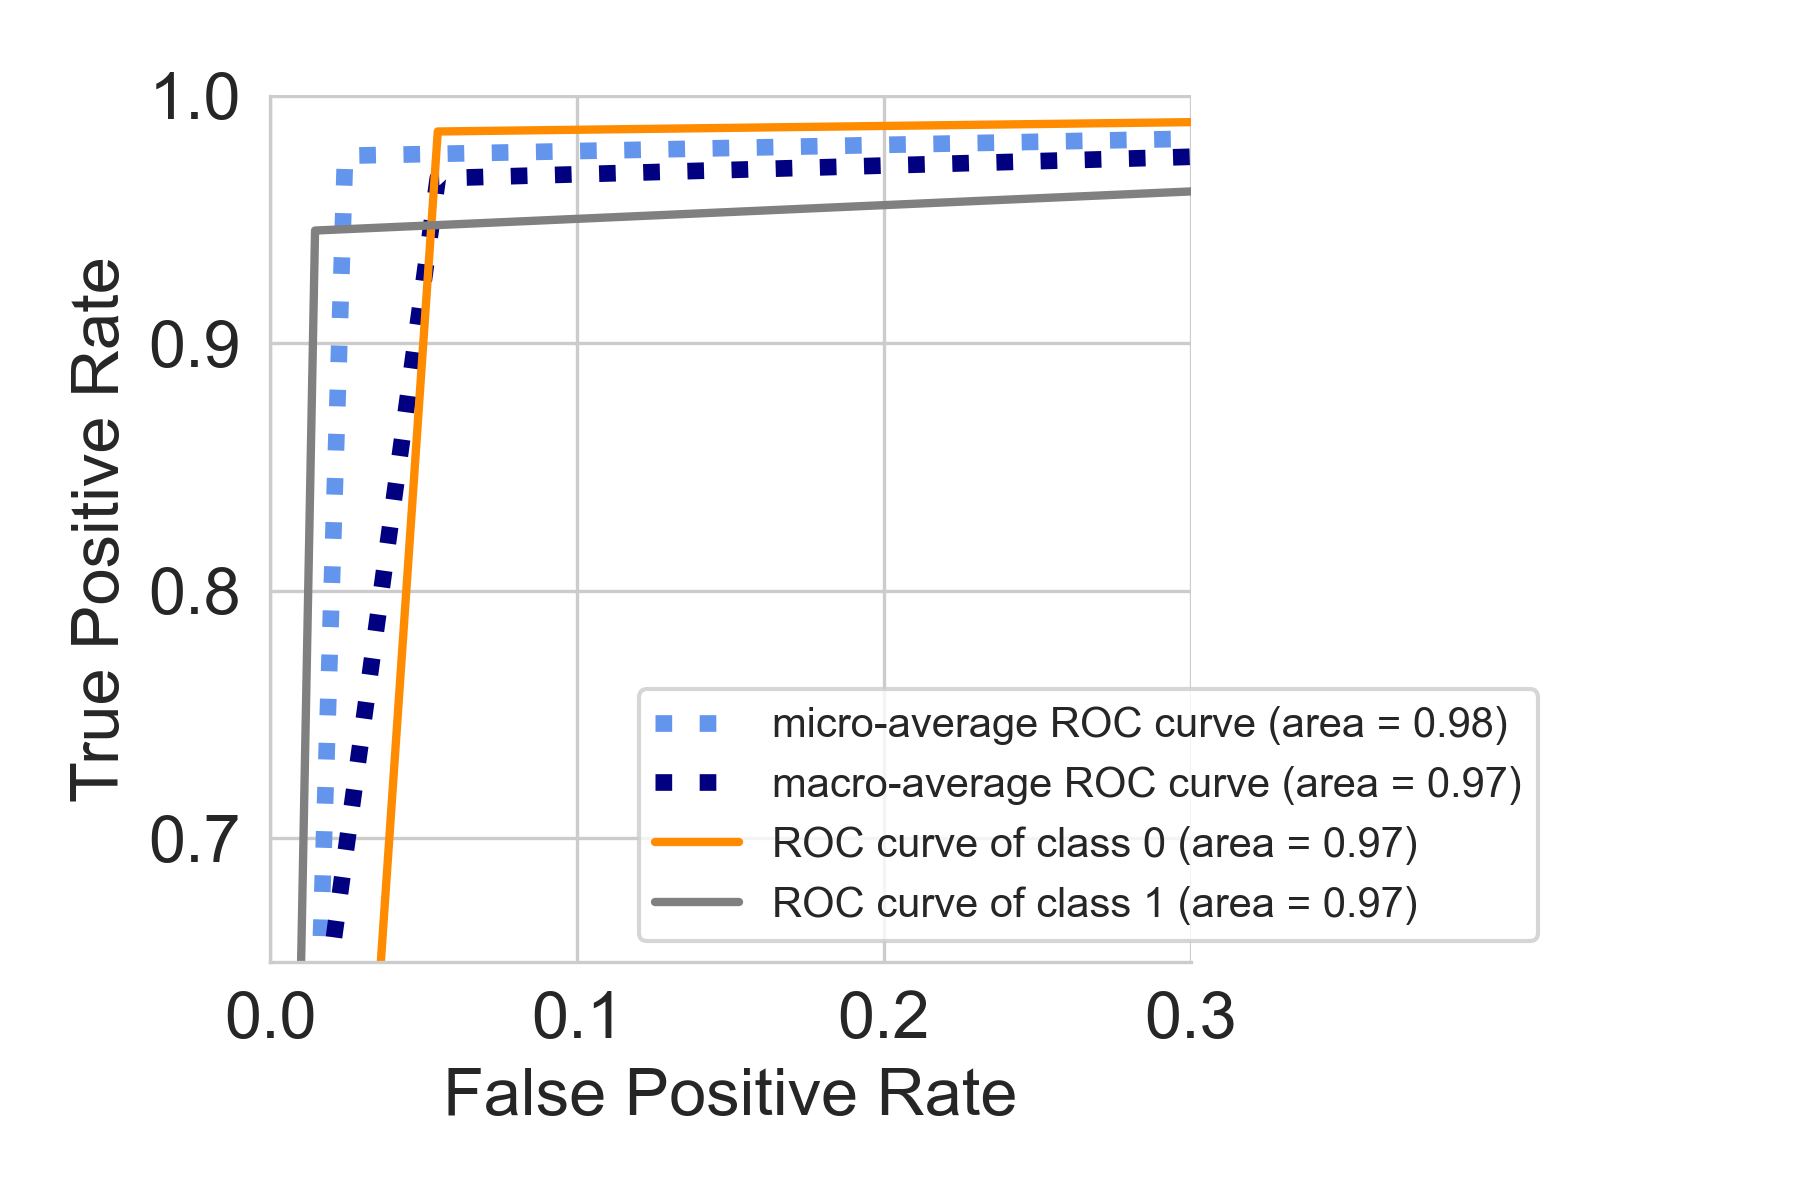 1.0
0.9
0.8
0.7
True Positive Rate
micro-average ROC curve (area = 0.98)
macro-average ROC curve (area = 0.97)
ROC curve of class 0 (area = 0.97)
ROC curve of class 1 (area = 0.97)
0.0 0.1 0.2 0.3
False Positive Rate